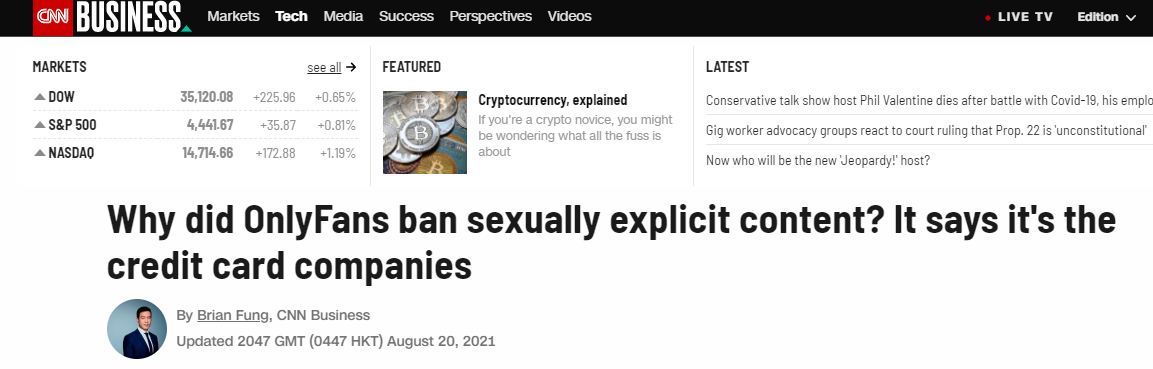 CNN BUSINESS Markets Tech Media Success Perspectives Videos LIVE TV Edition
MARKETS see all
DOW 35,120.08 +225.96 +0.65%
S&P 500 4,441.67 +35.87 +0.81%
NASDAQ 14,714.66 +172.88 +1.19%
FEATURED
Cryptocurrency, explained
If you're a crypto novice, you might
be wondering what all the fuss is
about
LATEST
Conservative talk show host Phil Valentine dies after battle with Covid-19, his emplo
Gig worker advocacy groups react to court ruling that Prop. 22 is 'unconstitutional'
Now who will be the new 'Jeopardy!' host?
Why did OnlyFans ban sexually explicit content? It says it's the
credit card companies
By Brian Fung, CNN Business
Updated 2047 GMT (0447 HKT) August 20, 2021